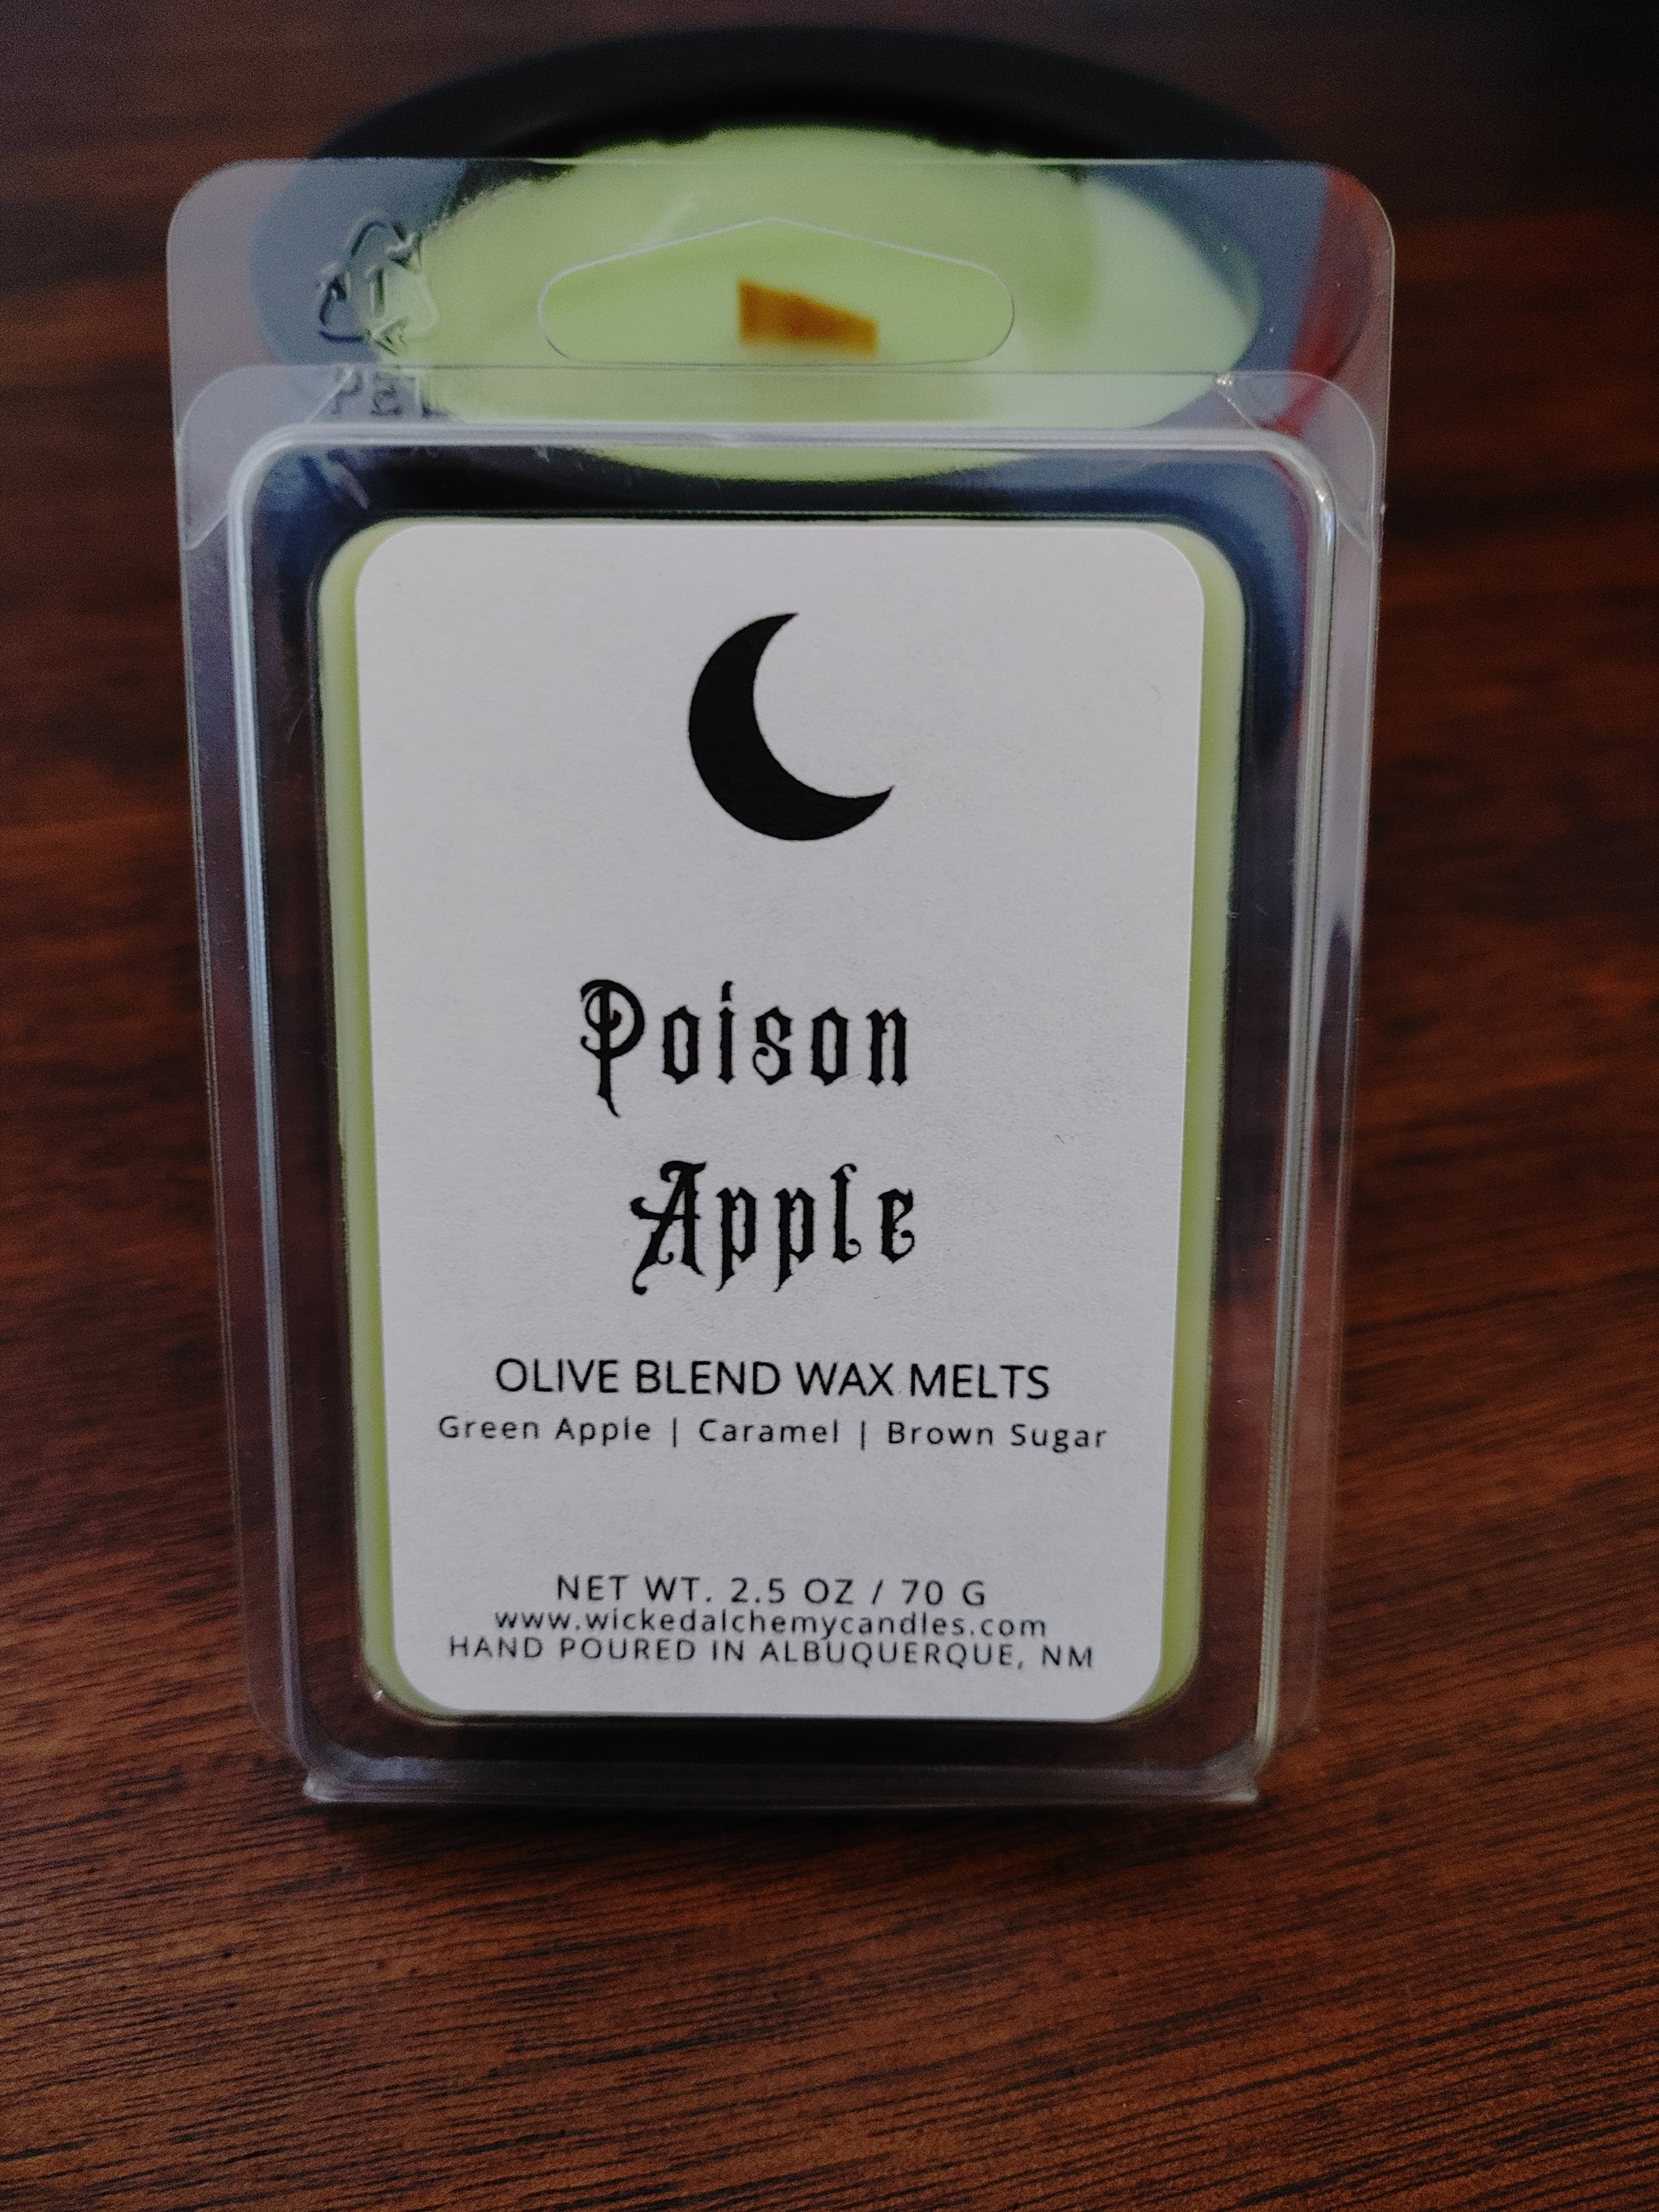 Poison
Apple
OLIVE BLEND WAX MELTS
Green Apple | Caramel | Brown Sugar
NET WT. 2.5 OZ / 70 G
www.wickedalchemycandles.com
HAND POURED IN ALBUQUERQUE, NM